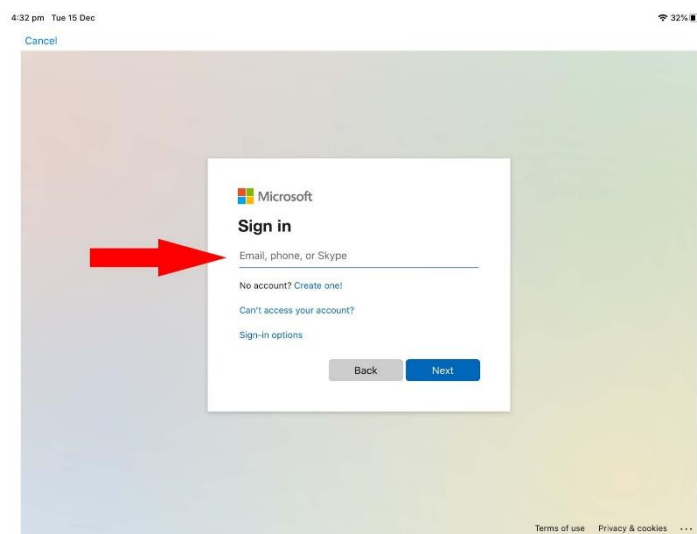 4:32 pm Tue 15 Dec 32%
Cancel
Microsoft
Sign in
Email, phone, or Skype
No account? Create one!
Can't access your account?
Sign-in options
Back Next
Terms of use Privacy & cookies ...